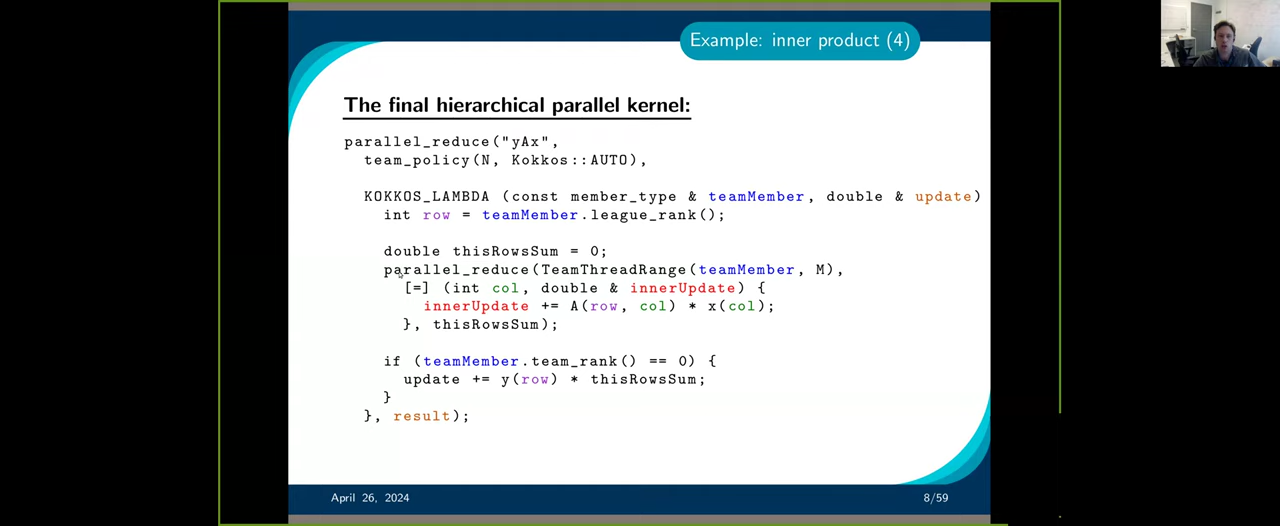 Example: inner product (4)
The final hierarchical parallel kernel:
parallel_reduce("yAx",
team_policy(N, Kokkos::AUTO),
KOKKOS_LAMBDA (const member_type & teamMember, double & update)
int row = teamMember.league_rank();
double thisRowsSum = 0;
parallel_reduce(TeamThreadRange(teamMember, M),
[=] (int col, double & innerUpdate) {
innerUpdate += A(row, col) * x(col);
}, thisRowsSum);
if (teamMember.team_rank() == 0) {
update += y(row) * thisRowsSum;
}
}, result);
April 26, 2024
8/59